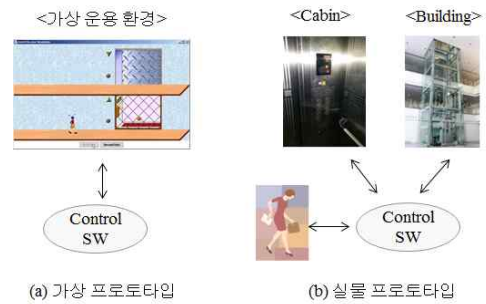 <가상 운용 환경>
<Cabin>
<Building>
Control
SW
Control
SW
(a) 가상 프로토타입
(b) 실물 프로토타입